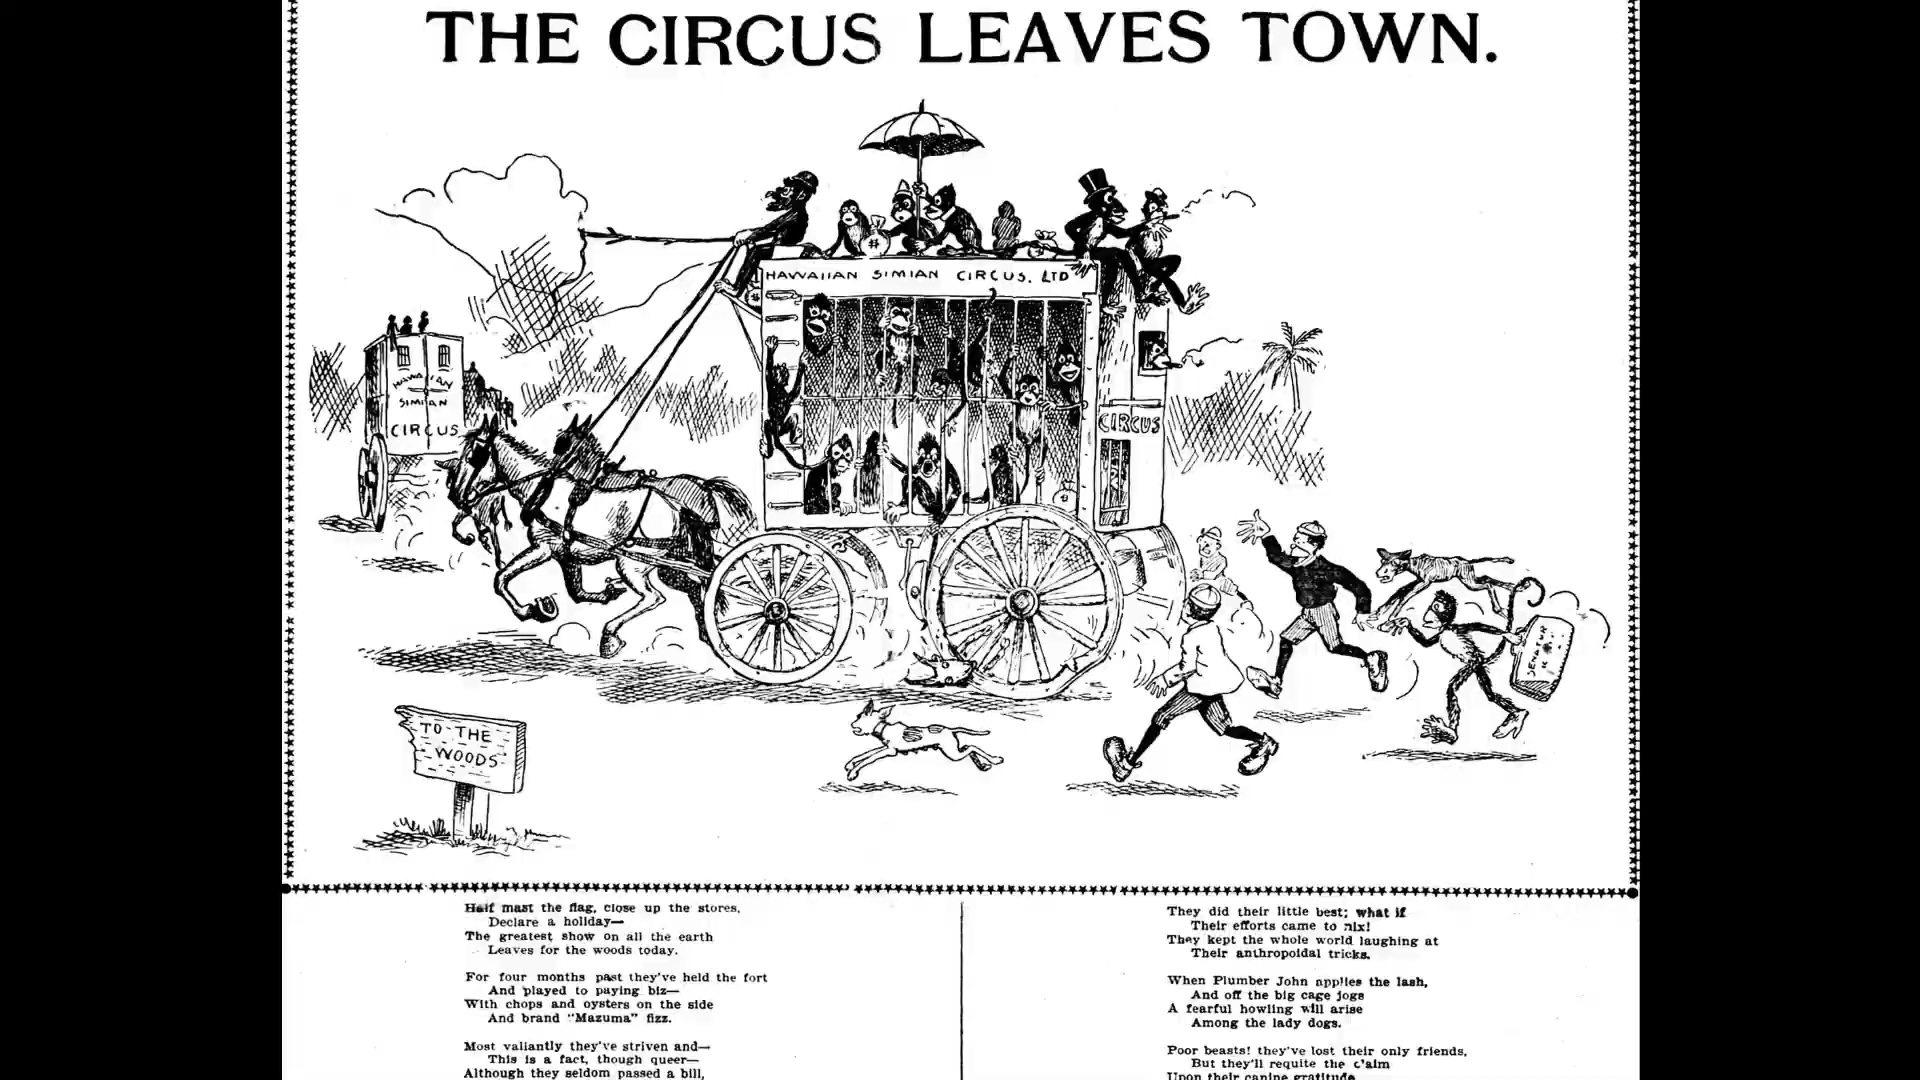 THE CIRCUS LEAVES TOWN.
HAWAIIAN SIMIAN CIRCUS, LTD
HAWAIIAN
SIMIAN
CIRCUS
CIRCUS
TO THE
WOODS
Half mast the flag, close up the stores,
Declare a holiday—
The greatest show on all the earth
Leaves for the woods today.
For four months past they've held the fort
And played to paying biz—
With chops and oysters on the side
And brand "Mazuma" fizz.
Most valiantly they've striven and—
This is a fact, though queer—
Although they seldom passed a bill,
They did their little best; what if
Their efforts came to nix!
They kept the whole world laughing at
Their anthropoidal tricks.
When Plumber John applies the lash,
And off the big cage jogs
A fearful howling will arise
Among the lady dogs.
Poor beasts! they've lost their only friends,
But they'll requite the c'aim
Upon their canine gratitude